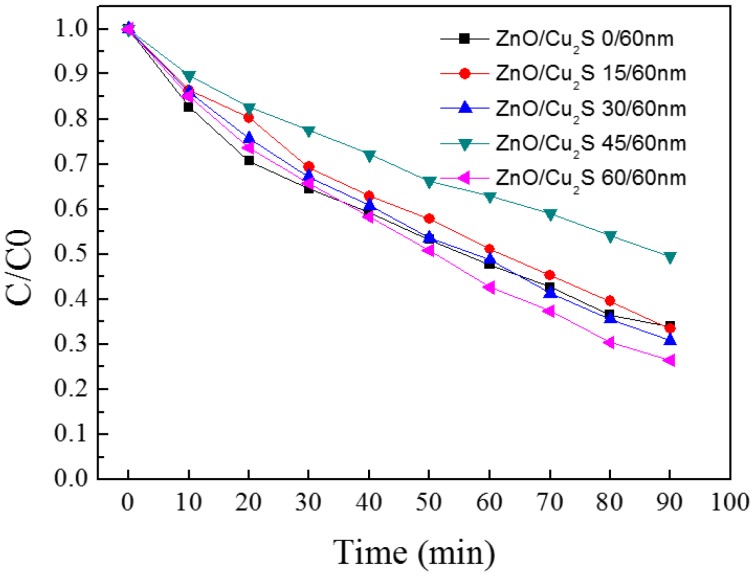 1.0
0.9
0.8
0.7
0.6
0.5
0.4
0.3
0.2
0.1
0.0
C/C0
ZnO/Cu₂S 0/60nm
ZnO/Cu₂S 15/60nm
ZnO/Cu₂S 30/60nm
ZnO/Cu₂S 45/60nm
ZnO/Cu₂S 60/60nm
0 10 20 30 40 50 60 70 80 90 100
Time (min)